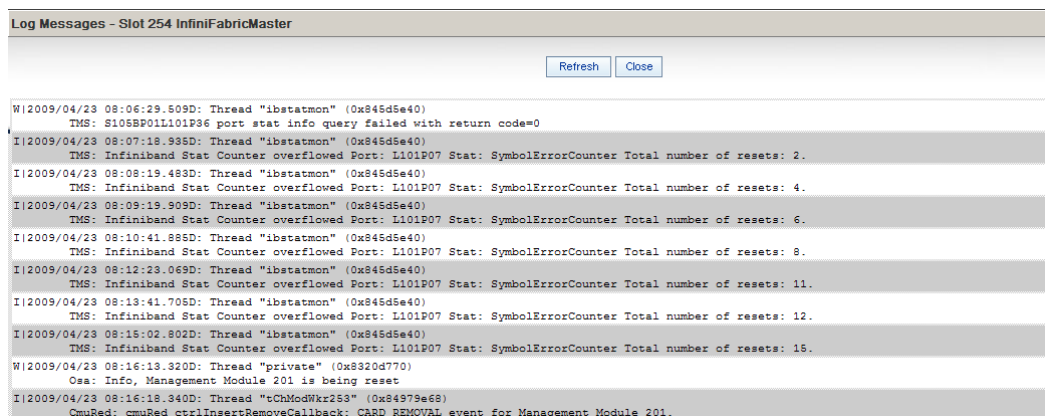 Log Messages - Slot 254 InfiniFabricMaster
Refresh Close
W|2009/04/23 08:06:29.509D: Thread "ibstatmon" (0x845d5e40)
TMS: S105BP01L101P36 port stat info query failed with return code=0
I|2009/04/23 08:07:18.935D: Thread "ibstatmon" (0x845d5e40)
TMS: Infiniband Stat Counter overflowed Port: L101P07 Stat: SymbolErrorCounter Total number of resets: 2.
I|2009/04/23 08:08:19.483D: Thread "ibstatmon" (0x845d5e40)
TMS: Infiniband Stat Counter overflowed Port: L101P07 Stat: SymbolErrorCounter Total number of resets: 4.
I|2009/04/23 08:09:19.909D: Thread "ibstatmon" (0x845d5e40)
TMS: Infiniband Stat Counter overflowed Port: L101P07 Stat: SymbolErrorCounter Total number of resets: 6.
I|2009/04/23 08:10:41.885D: Thread "ibstatmon" (0x845d5e40)
TMS: Infiniband Stat Counter overflowed Port: L101P07 Stat: SymbolErrorCounter Total number of resets: 8.
I|2009/04/23 08:12:23.069D: Thread "ibstatmon" (0x845d5e40)
TMS: Infiniband Stat Counter overflowed Port: L101P07 Stat: SymbolErrorCounter Total number of resets: 11.
I|2009/04/23 08:13:41.705D: Thread "ibstatmon" (0x845d5e40)
TMS: Infiniband Stat Counter overflowed Port: L101P07 Stat: SymbolErrorCounter Total number of resets: 12.
I|2009/04/23 08:15:02.802D: Thread "ibstatmon" (0x845d5e40)
TMS: Infiniband Stat Counter overflowed Port: L101P07 Stat: SymbolErrorCounter Total number of resets: 15.
W|2009/04/23 08:16:13.320D: Thread "private" (0x8320d770)
Osa: Info, Management Module 201 is being reset
I|2009/04/23 08:16:18.340D: Thread "tChModWkr253" (0x84979e68)
CmuRed: cmuRed_ctrlInsertRemoveCallback: CARD_REMOVAL event for Management Module 201.